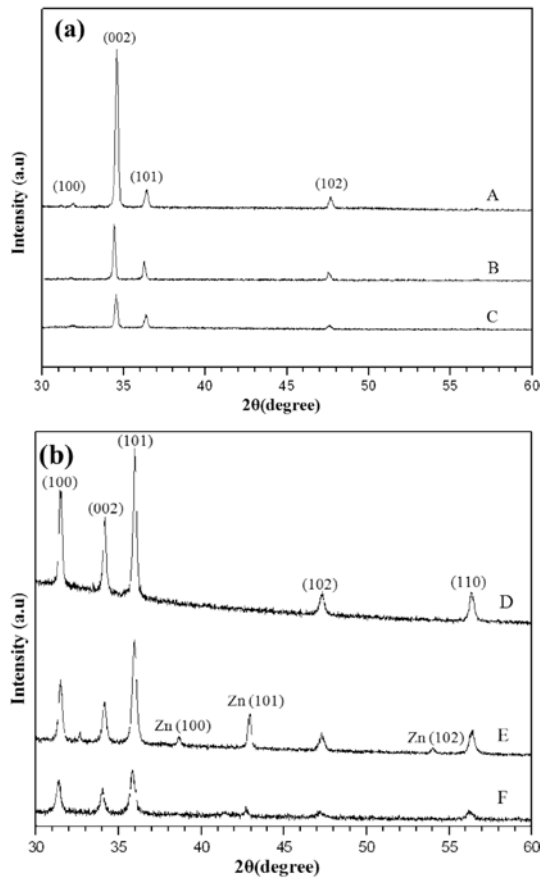 (a)
(002)
(100)
(101)
(102)
A
B
C
Intensity (a.u)
30 35 40 45 50 55 60
2θ(degree)
(b)
(101)
(100)
(002)
(102)
(110)
D
Zn (101)
Zn (100)
Zn (102)
E
F
Intensity (a.u)
30 35 40 45 50 55 60
2θ(degree)